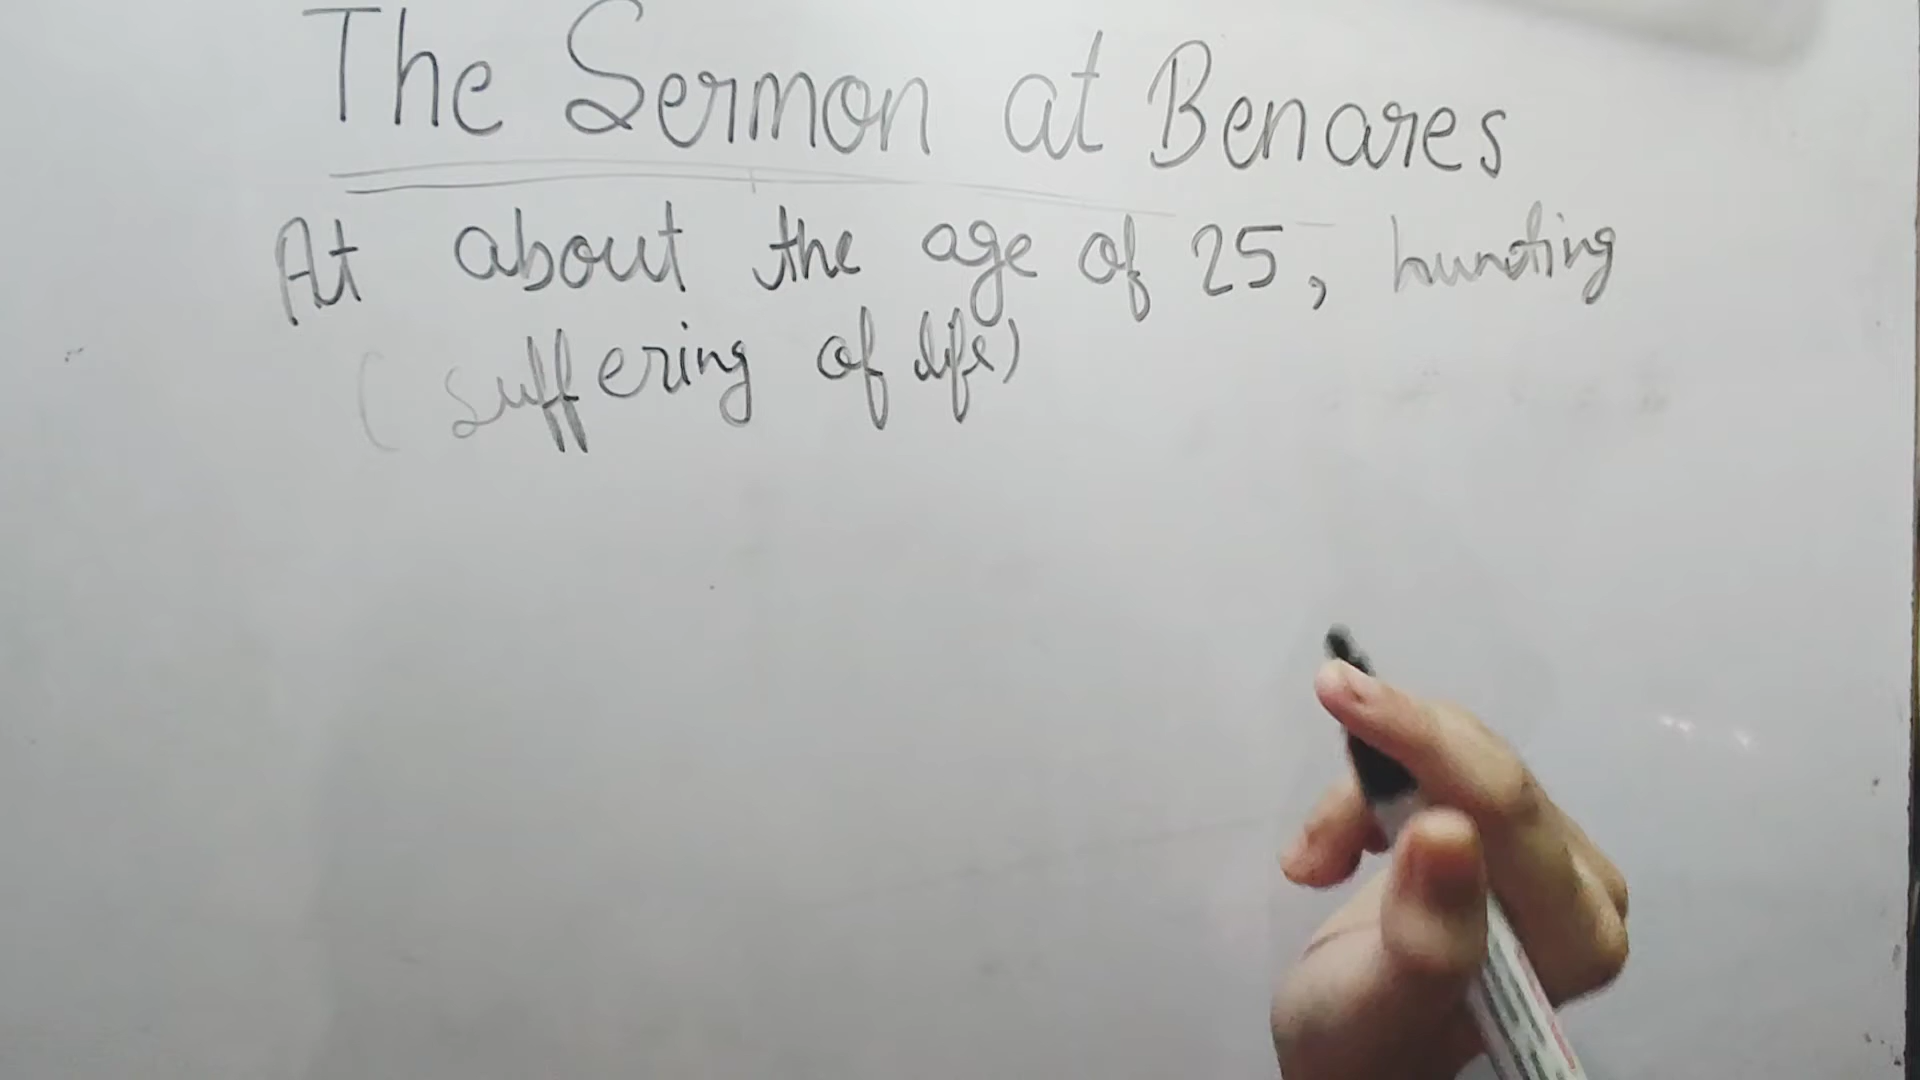 The Sermon at Benares
At about the age of 25, hunting
(suffering of life)